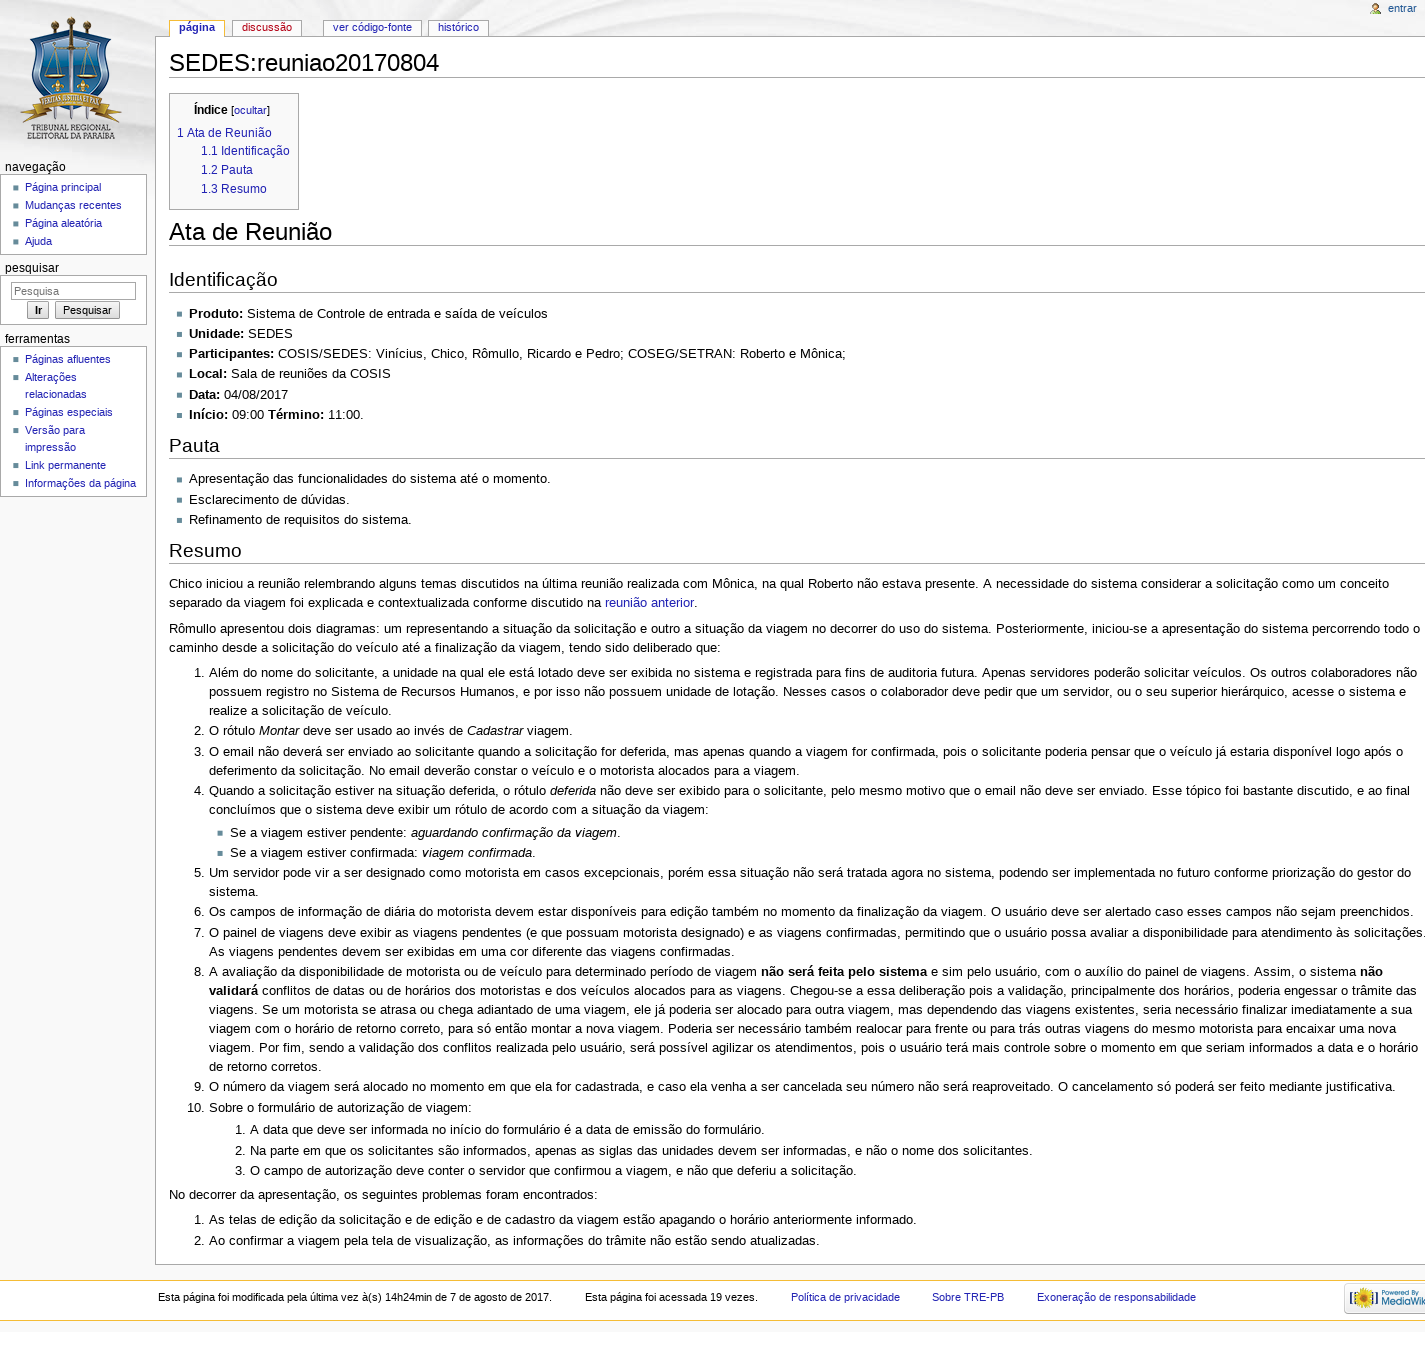 entrar
página
discussão
ver código-fonte
histórico
VERITAS JUSTITIA ET PAX
TRIBUNAL REGIONAL
ELEITORAL DA PARAÍBA
navegação
Página principal
Mudanças recentes
Página aleatória
Ajuda
pesquisar
Pesquisa
Ir
Pesquisar
ferramentas
Páginas afluentes
Alterações
relacionadas
Páginas especiais
Versão para
impressão
Link permanente
Informações da página
SEDES:reuniao20170804
Índice [ocultar]
1 Ata de Reunião
1.1 Identificação
1.2 Pauta
1.3 Resumo
Ata de Reunião
Identificação
Produto: Sistema de Controle de entrada e saída de veículos
Unidade: SEDES
Participantes: COSIS/SEDES: Vinícius, Chico, Rômullo, Ricardo e Pedro; COSEG/SETRAN: Roberto e Mônica;
Local: Sala de reuniões da COSIS
Data: 04/08/2017
Início: 09:00 Término: 11:00.
Pauta
Apresentação das funcionalidades do sistema até o momento.
Esclarecimento de dúvidas.
Refinamento de requisitos do sistema.
Resumo
Chico iniciou a reunião relembrando alguns temas discutidos na última reunião realizada com Mônica, na qual Roberto não estava presente. A necessidade do sistema considerar a solicitação como um conceito
separado da viagem foi explicada e contextualizada conforme discutido na reunião anterior.
Rômullo apresentou dois diagramas: um representando a situação da solicitação e outro a situação da viagem no decorrer do uso do sistema. Posteriormente, iniciou-se a apresentação do sistema percorrendo todo o
caminho desde a solicitação do veículo até a finalização da viagem, tendo sido deliberado que:
1. Além do nome do solicitante, a unidade na qual ele está lotado deve ser exibida no sistema e registrada para fins de auditoria futura. Apenas servidores poderão solicitar veículos. Os outros colaboradores não
possuem registro no Sistema de Recursos Humanos, e por isso não possuem unidade de lotação. Nesses casos o colaborador deve pedir que um servidor, ou o seu superior hierárquico, acesse o sistema e
realize a solicitação de veículo.
2. O rótulo Montar deve ser usado ao invés de Cadastrar viagem.
3. O email não deverá ser enviado ao solicitante quando a solicitação for deferida, mas apenas quando a viagem for confirmada, pois o solicitante poderia pensar que o veículo já estaria disponível logo após o
deferimento da solicitação. No email deverão constar o veículo e o motorista alocados para a viagem.
4. Quando a solicitação estiver na situação deferida, o rótulo deferida não deve ser exibido para o solicitante, pelo mesmo motivo que o email não deve ser enviado. Esse tópico foi bastante discutido, e ao final
concluímos que o sistema deve exibir um rótulo de acordo com a situação da viagem:
Se a viagem estiver pendente: aguardando confirmação da viagem.
Se a viagem estiver confirmada: viagem confirmada.
5. Um servidor pode vir a ser designado como motorista em casos excepcionais, porém essa situação não será tratada agora no sistema, podendo ser implementada no futuro conforme priorização do gestor do
sistema.
6. Os campos de informação de diária do motorista devem estar disponíveis para edição também no momento da finalização da viagem. O usuário deve ser alertado caso esses campos não sejam preenchidos.
7. O painel de viagens deve exibir as viagens pendentes (e que possuam motorista designado) e as viagens confirmadas, permitindo que o usuário possa avaliar a disponibilidade para atendimento às solicitações.
As viagens pendentes devem ser exibidas em uma cor diferente das viagens confirmadas.
8. A avaliação da disponibilidade de motorista ou de veículo para determinado período de viagem não será feita pelo sistema e sim pelo usuário, com o auxílio do painel de viagens. Assim, o sistema não
validará conflitos de datas ou de horários dos motoristas e dos veículos alocados para as viagens. Chegou-se a essa deliberação pois a validação, principalmente dos horários, poderia engessar o trâmite das
viagens. Se um motorista se atrasa ou chega adiantado de uma viagem, ele já poderia ser alocado para outra viagem, mas dependendo das viagens existentes, seria necessário finalizar imediatamente a sua
viagem com o horário de retorno correto, para só então montar a nova viagem. Poderia ser necessário também realocar para frente ou para trás outras viagens do mesmo motorista para encaixar uma nova
viagem. Por fim, sendo a validação dos conflitos realizada pelo usuário, será possível agilizar os atendimentos, pois o usuário terá mais controle sobre o momento em que seriam informados a data e o horário
de retorno corretos.
9. O número da viagem será alocado no momento em que ela for cadastrada, e caso ela venha a ser cancelada seu número não será reaproveitado. O cancelamento só poderá ser feito mediante justificativa.
10. Sobre o formulário de autorização de viagem:
1. A data que deve ser informada no início do formulário é a data de emissão do formulário.
2. Na parte em que os solicitantes são informados, apenas as siglas das unidades devem ser informadas, e não o nome dos solicitantes.
3. O campo de autorização deve conter o servidor que confirmou a viagem, e não que deferiu a solicitação.
No decorrer da apresentação, os seguintes problemas foram encontrados:
1. As telas de edição da solicitação e de edição e de cadastro da viagem estão apagando o horário anteriormente informado.
2. Ao confirmar a viagem pela tela de visualização, as informações do trâmite não estão sendo atualizadas.
Esta página foi modificada pela última vez à(s) 14h24min de 7 de agosto de 2017.
Esta página foi acessada 19 vezes.
Política de privacidade
Sobre TRE-PB
Exoneração de responsabilidade
Powered By
MediaWik